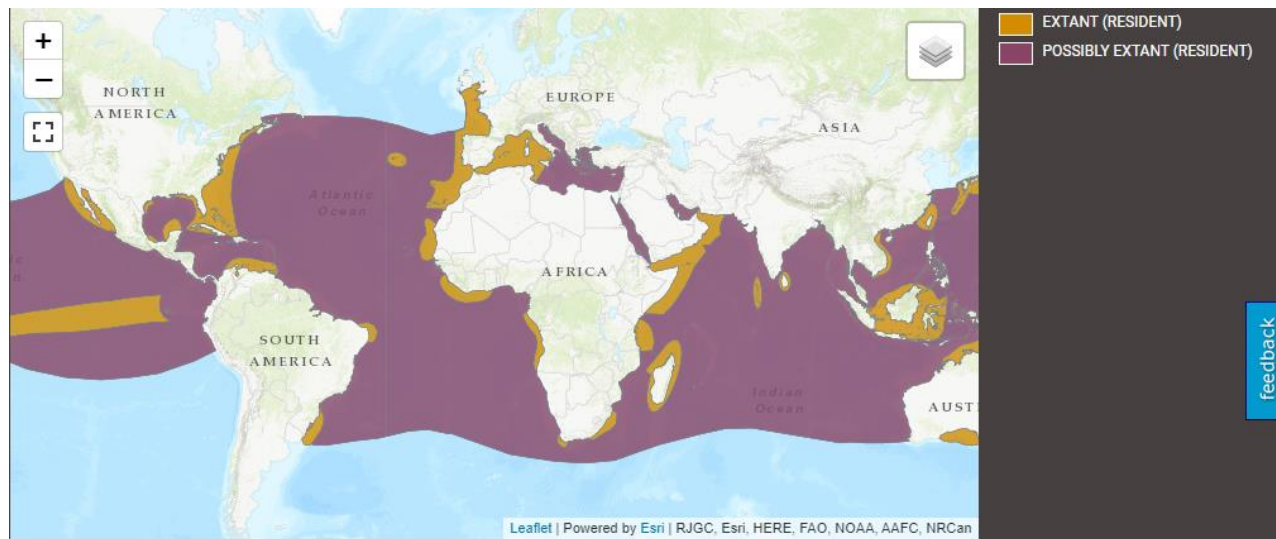 +
−
NORTH
AMERICA
EUROPE
ASIA
Atlantic
Ocean
AFRICA
SOUTH
AMERICA
Indian
Ocean
AUST
EXTANT (RESIDENT)
POSSIBLY EXTANT (RESIDENT)
feedback
Leaflet | Powered by Esri | RJGC, Esri, HERE, FAO, NOAA, AAFC, NRCan